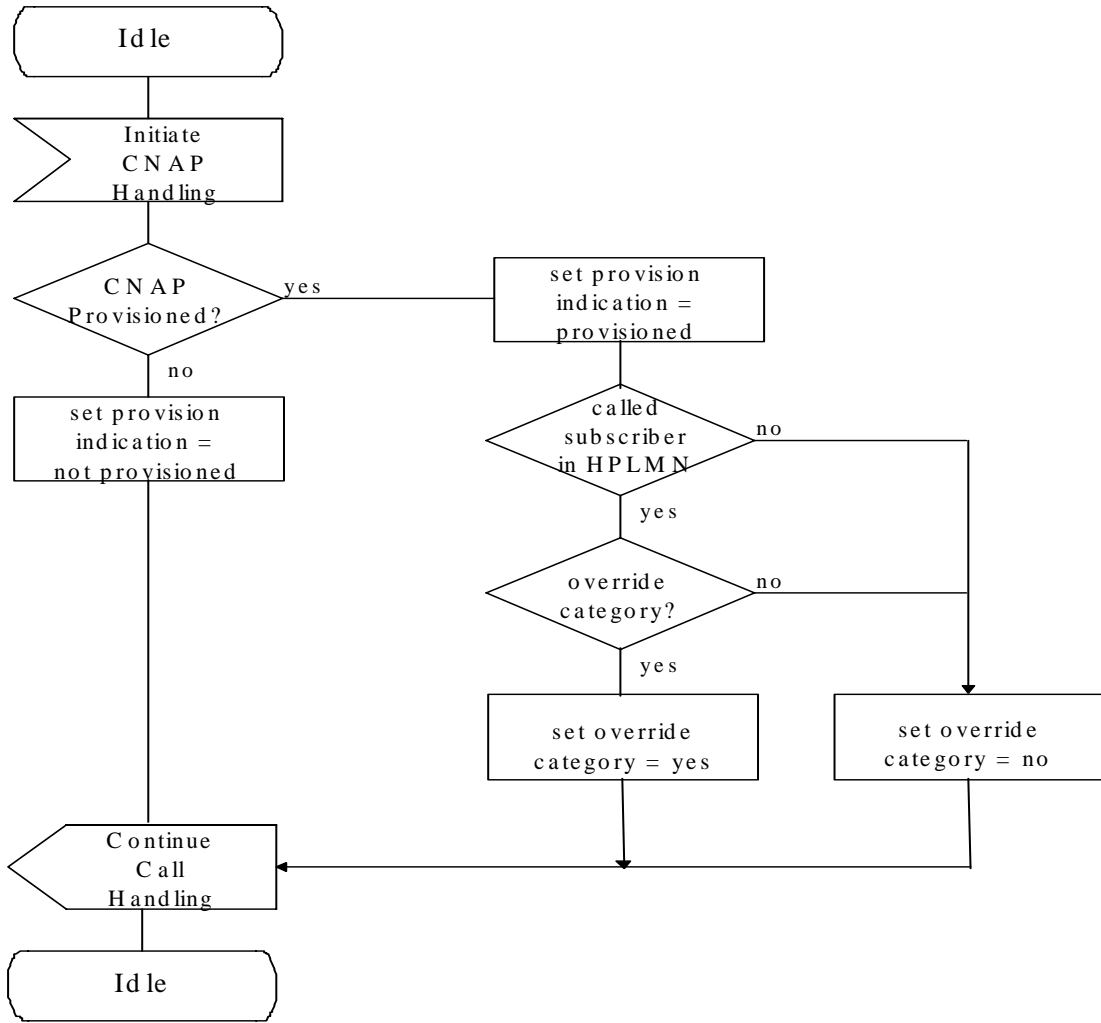 Idle
Initiate
CNAP
Handling
CNAP
Provisioned?
yes
set provision
indication =
provisioned
no
set provision
indication =
not provisioned
called
subscriber
in HPLMN
no
yes
override
category?
no
yes
set override
category = yes
set override
category = no
Continue
Call
Handling
Idle